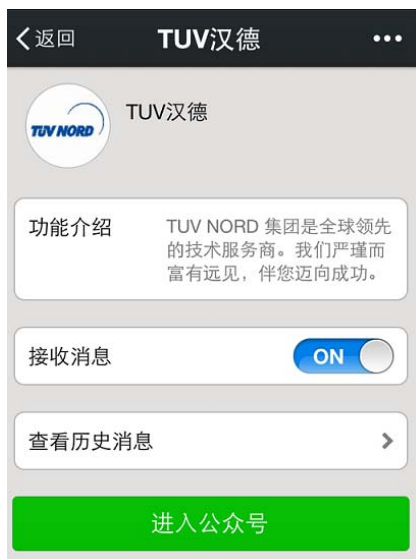 返回
TUV汉德
TUV NORD
TUV汉德
功能介绍
TUV NORD 集团是全球领先
的技术服务商。我们严瑾而
富有远见，伴您迈向成功。
接收消息
ON
查看历史消息
进入公众号